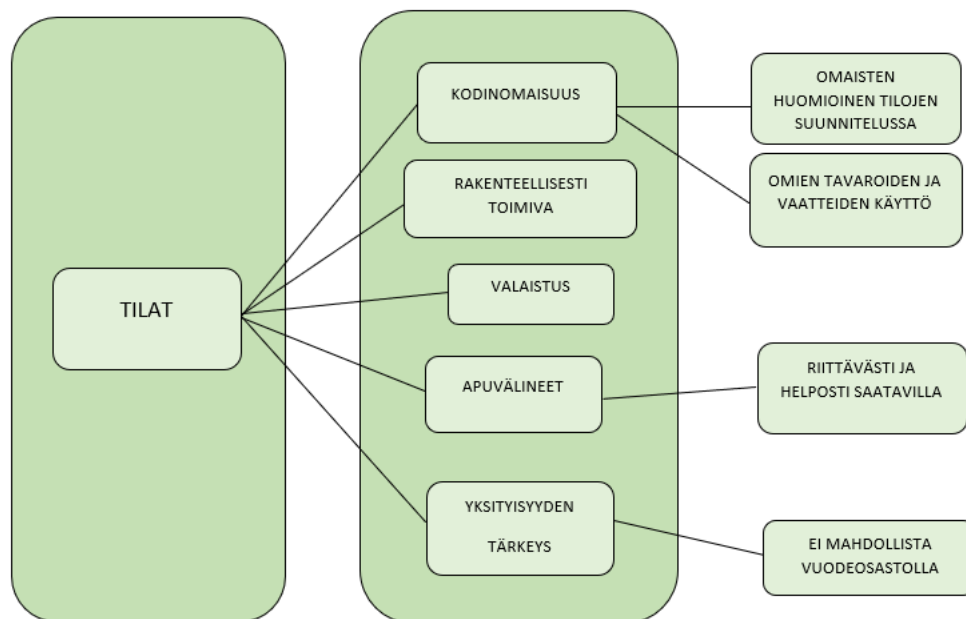 TILAT
KODINOMAISUUS
RAKENTEELLISESTI
TOIMIVA
VALAISTUS
APUVÄLINEET
YKSITYISYYDEN
TÄRKEYS
OMAISTEN
HUOMIOINEN TILOJEN
SUUNNITELUSSA
OMIEN TAVAROIDEN JA
VAATTEIDEN KÄYTTÖ
RIITTÄVÄSTI JA
HELPOSTI SAATAVILLA
EI MAHDOLLISTA
VUODEOSASTOLLA